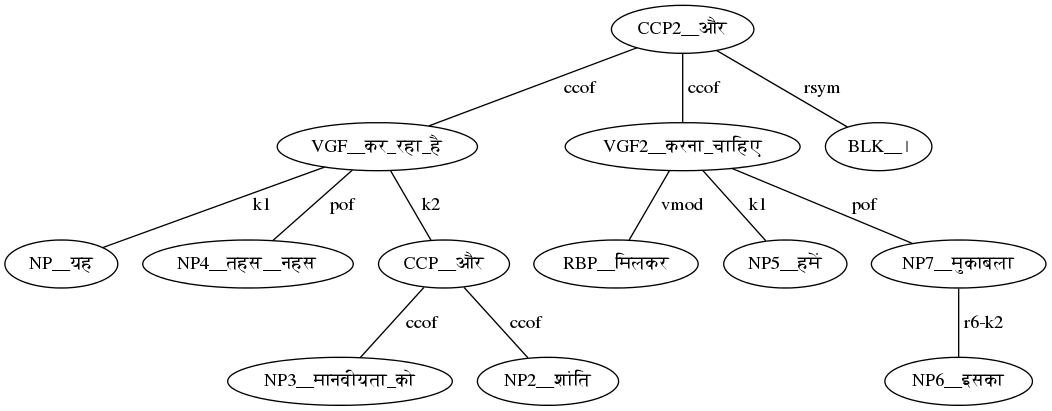 CCP2__और
ccof ccof rsym
VGF__कर_रहा_है VGF2__करना_चाहिए BLK__।
k1 pof k2 vmod k1 pof
NP__यह NP4__तहस__नहस CCP__और RBP__मिलकर NP5__हमें NP7__मुकाबला
ccof ccof r6-k2
NP3__मानवीयता_को NP2__शांति NP6__इसका